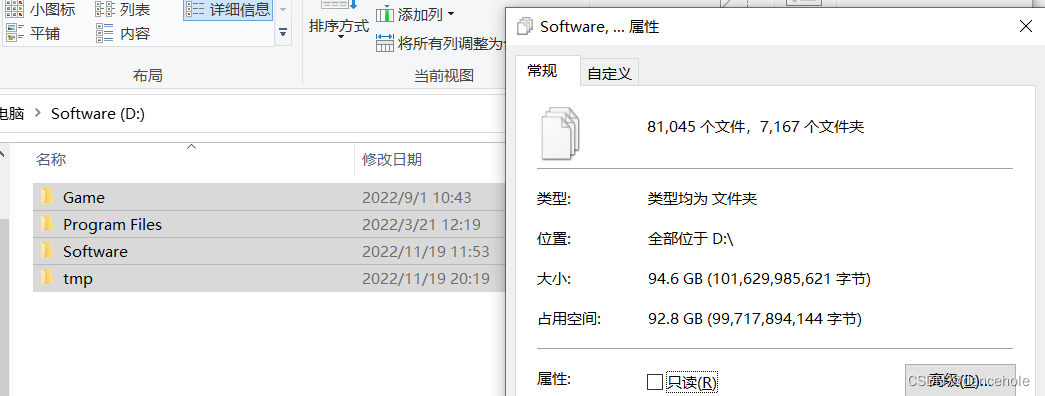 小图标 列表 详细信息
平铺 内容
排序方式
添加列
将所有列调整为
布局 当前视图
电脑 > Software (D:)
名称 修改日期
Game 2022/9/1 10:43
Program Files 2022/3/21 12:19
Software 2022/11/19 11:53
tmp 2022/11/19 20:19
Software, ... 属性
常规 自定义
81,045 个文件，7,167 个文件夹
类型: 类型均为 文件夹
位置: 全部位于 D:\
大小: 94.6 GB (101,629,985,621 字节)
占用空间: 92.8 GB (99,717,894,144 字节)
属性: 只读(R) 高级(D)...